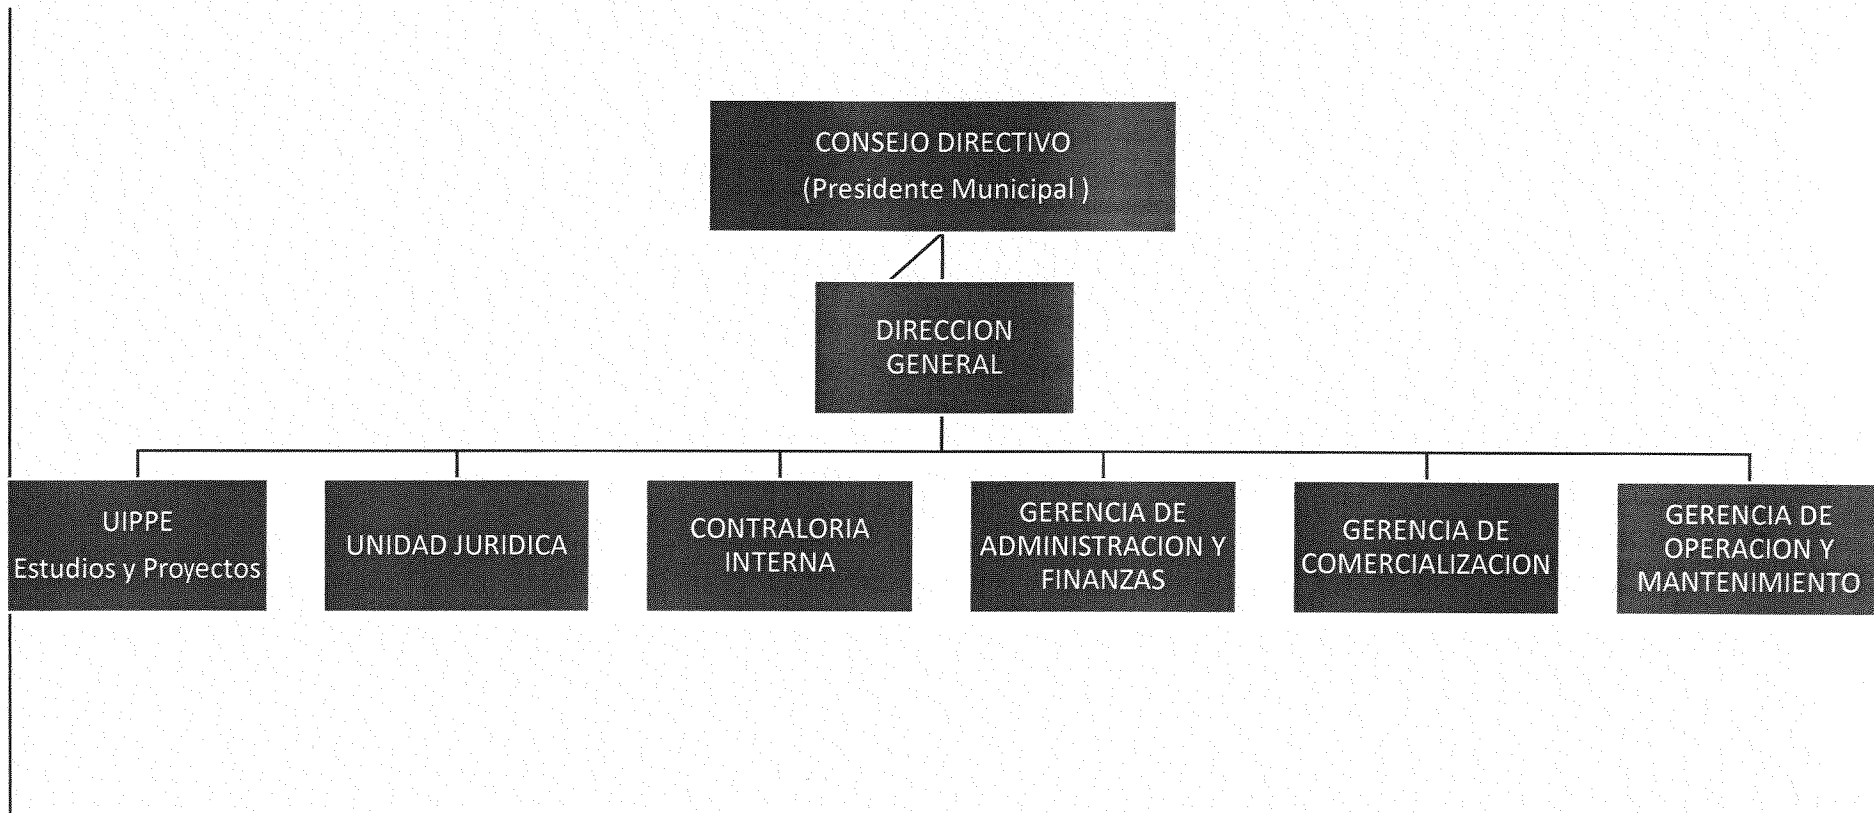 CONSEJO DIRECTIVO
(Presidente Municipal )
DIRECCION
GENERAL
UIPPE
Estudios y Proyectos
UNIDAD JURIDICA
CONTRALORIA
INTERNA
GERENCIA DE
ADMINISTRACION Y
FINANZAS
GERENCIA DE
COMERCIALIZACION
GERENCIA DE
OPERACION Y
MANTENIMIENTO